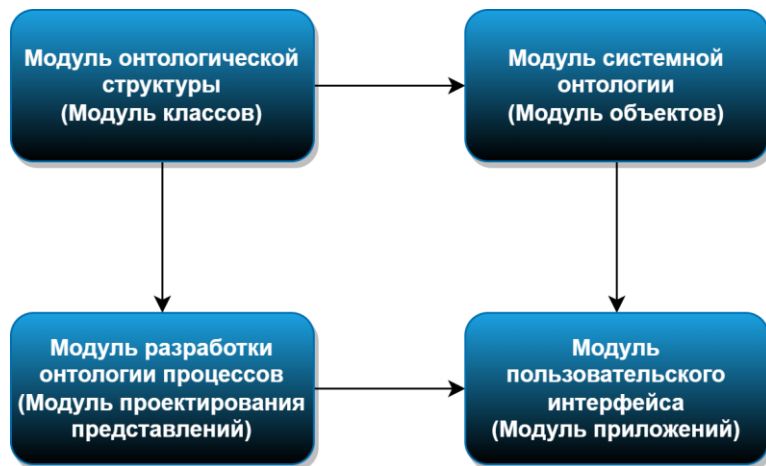 Модуль онтологической
структуры
(Модуль классов)
Модуль системной
онтологии
(Модуль объектов)
Модуль разработки
онтологии процессов
(Модуль проектирования
представлений)
Модуль
пользовательского
интерфейса
(Модуль приложений)